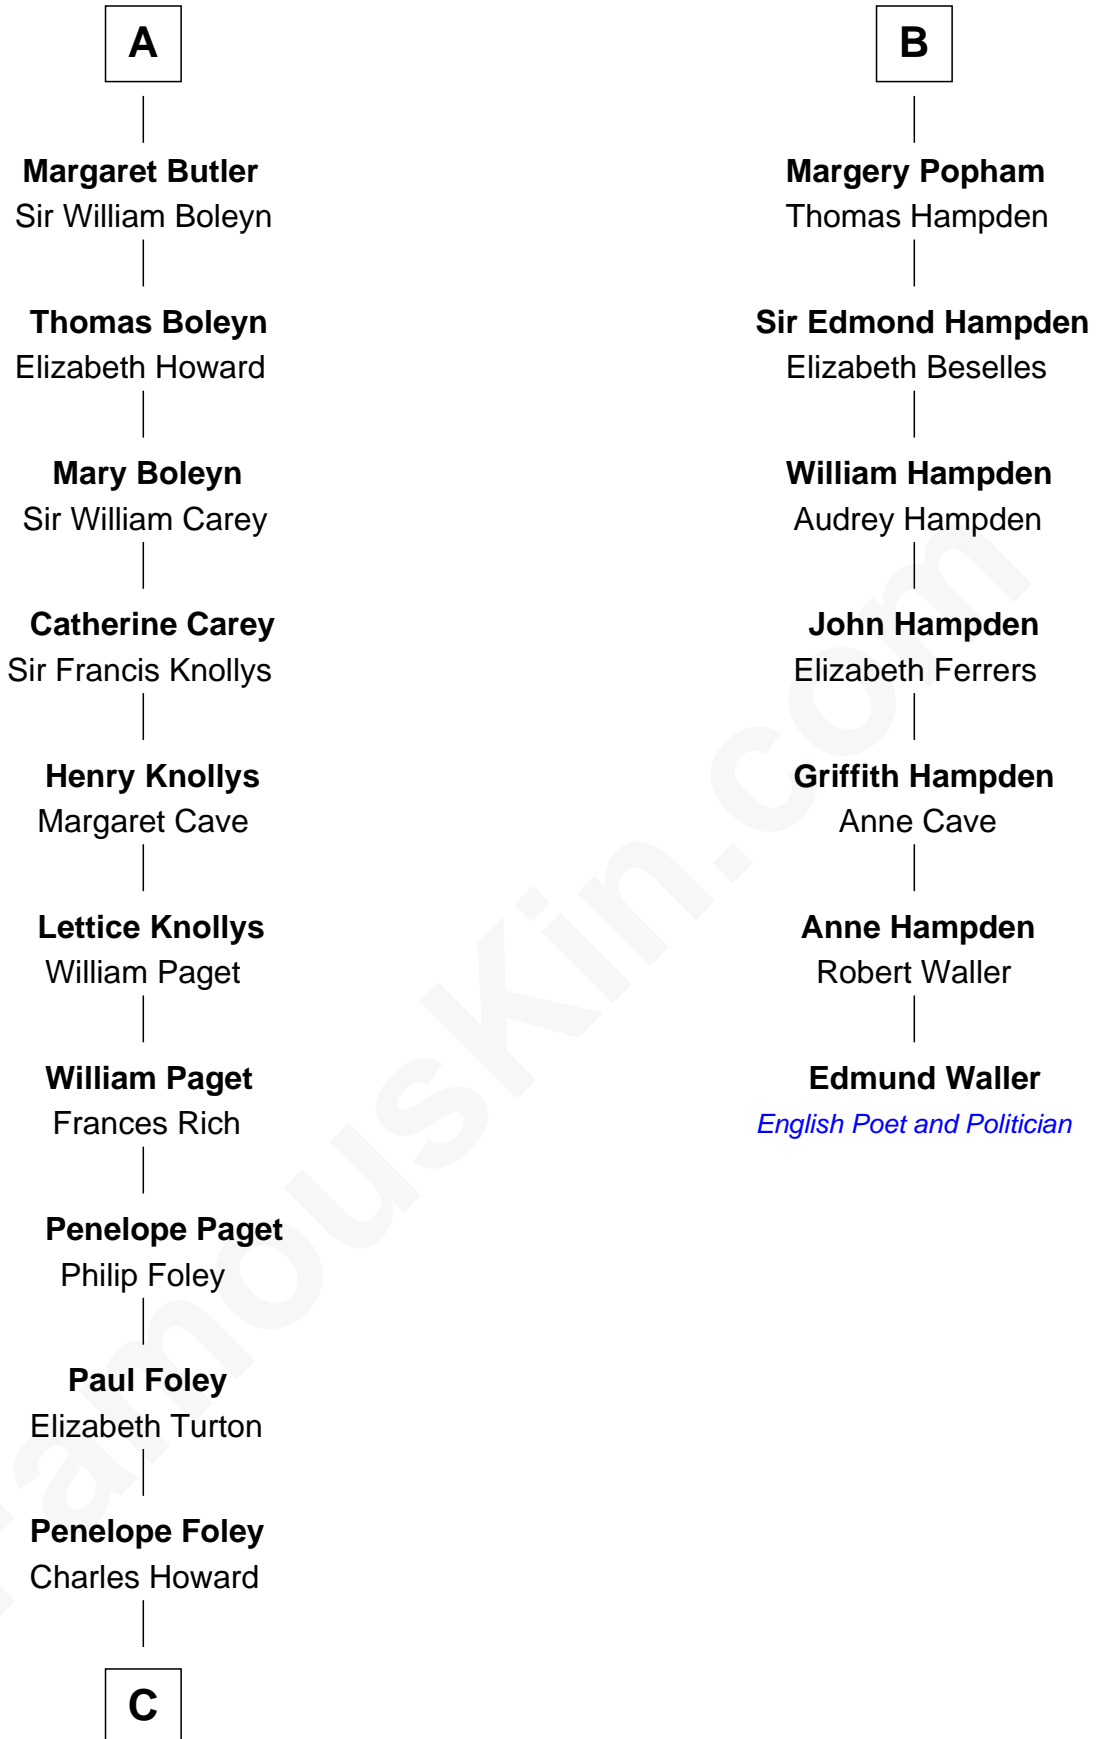 A
Margaret Butler
Sir William Boleyn
Thomas Boleyn
Elizabeth Howard
Mary Boleyn
Sir William Carey
Catherine Carey
Sir Francis Knollys
Henry Knollys
Margaret Cave
Lettice Knollys
William Paget
William Paget
Frances Rich
Penelope Paget
Philip Foley
Paul Foley
Elizabeth Turton
Penelope Foley
Charles Howard
C
B
Margery Popham
Thomas Hampden
Sir Edmond Hampden
Elizabeth Beselles
William Hampden
Audrey Hampden
John Hampden
Elizabeth Ferrers
Griffith Hampden
Anne Cave
Anne Hampden
Robert Waller
Edmund Waller
English Poet and Politician
FamousKin.com